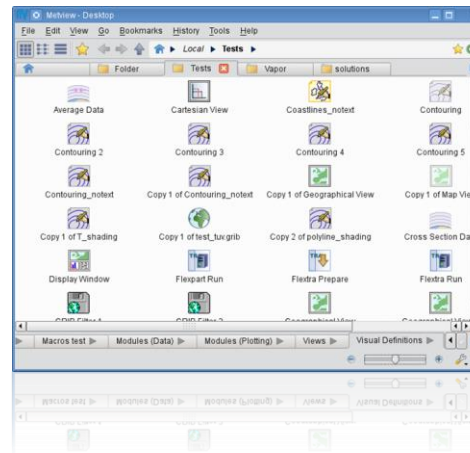 Metview - Desktop
File Edit View Go Bookmarks History Tools Help
Local Tests
Folder Tests Vapor solutions
Average Data Cartesian View Coastlines_notext Contouring
Contouring 2 Contouring 3 Contouring 4 Contouring 5
Contouring_notext Copy 1 of Contouring_notext Copy 1 of Geographical View Copy 1 of Map Vie
Copy 1 of T_shading Copy 1 of test_tuv.grib Copy 2 of polyline_shading Cross Section Da
Display Window Flexpart Run Flextra Prepare Flextra Run
Macros test Modules (Data) Modules (Plotting) Views Visual Definitions